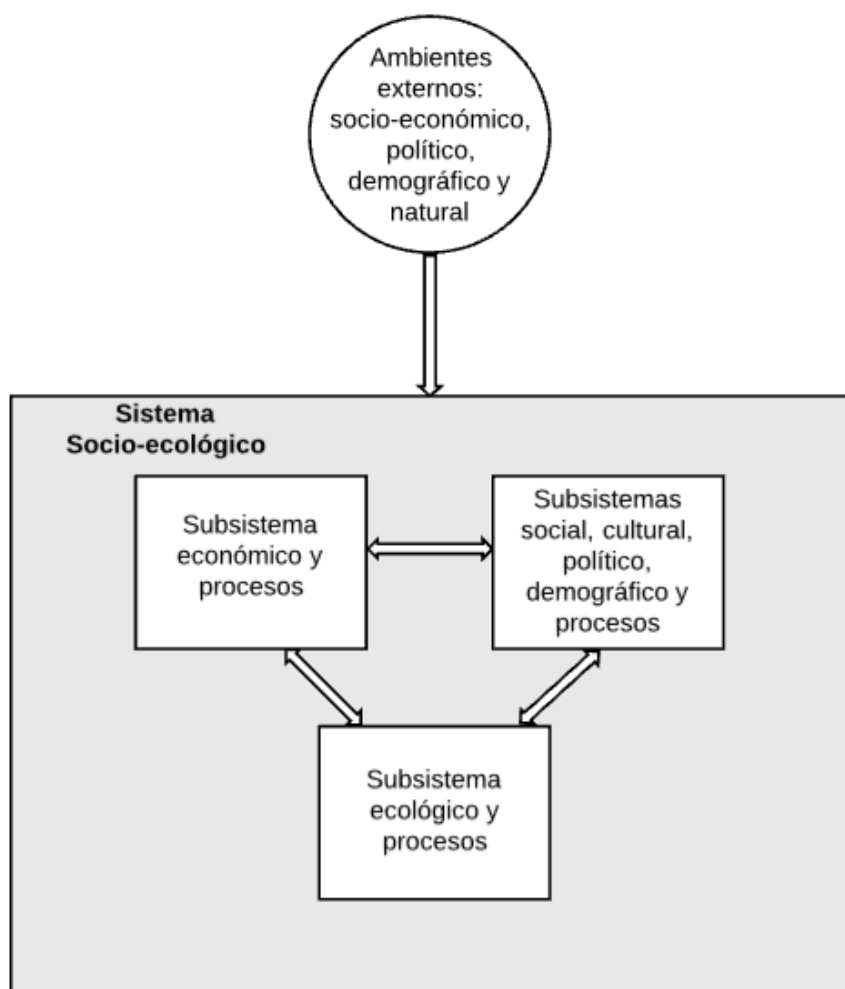 Ambientes
externos:
socio-económico,
político,
demográfico y
natural
Sistema
Socio-ecológico
Subsistema
económico y
procesos
Subsistemas
social, cultural,
político,
demográfico y
procesos
Subsistema
ecológico y
procesos